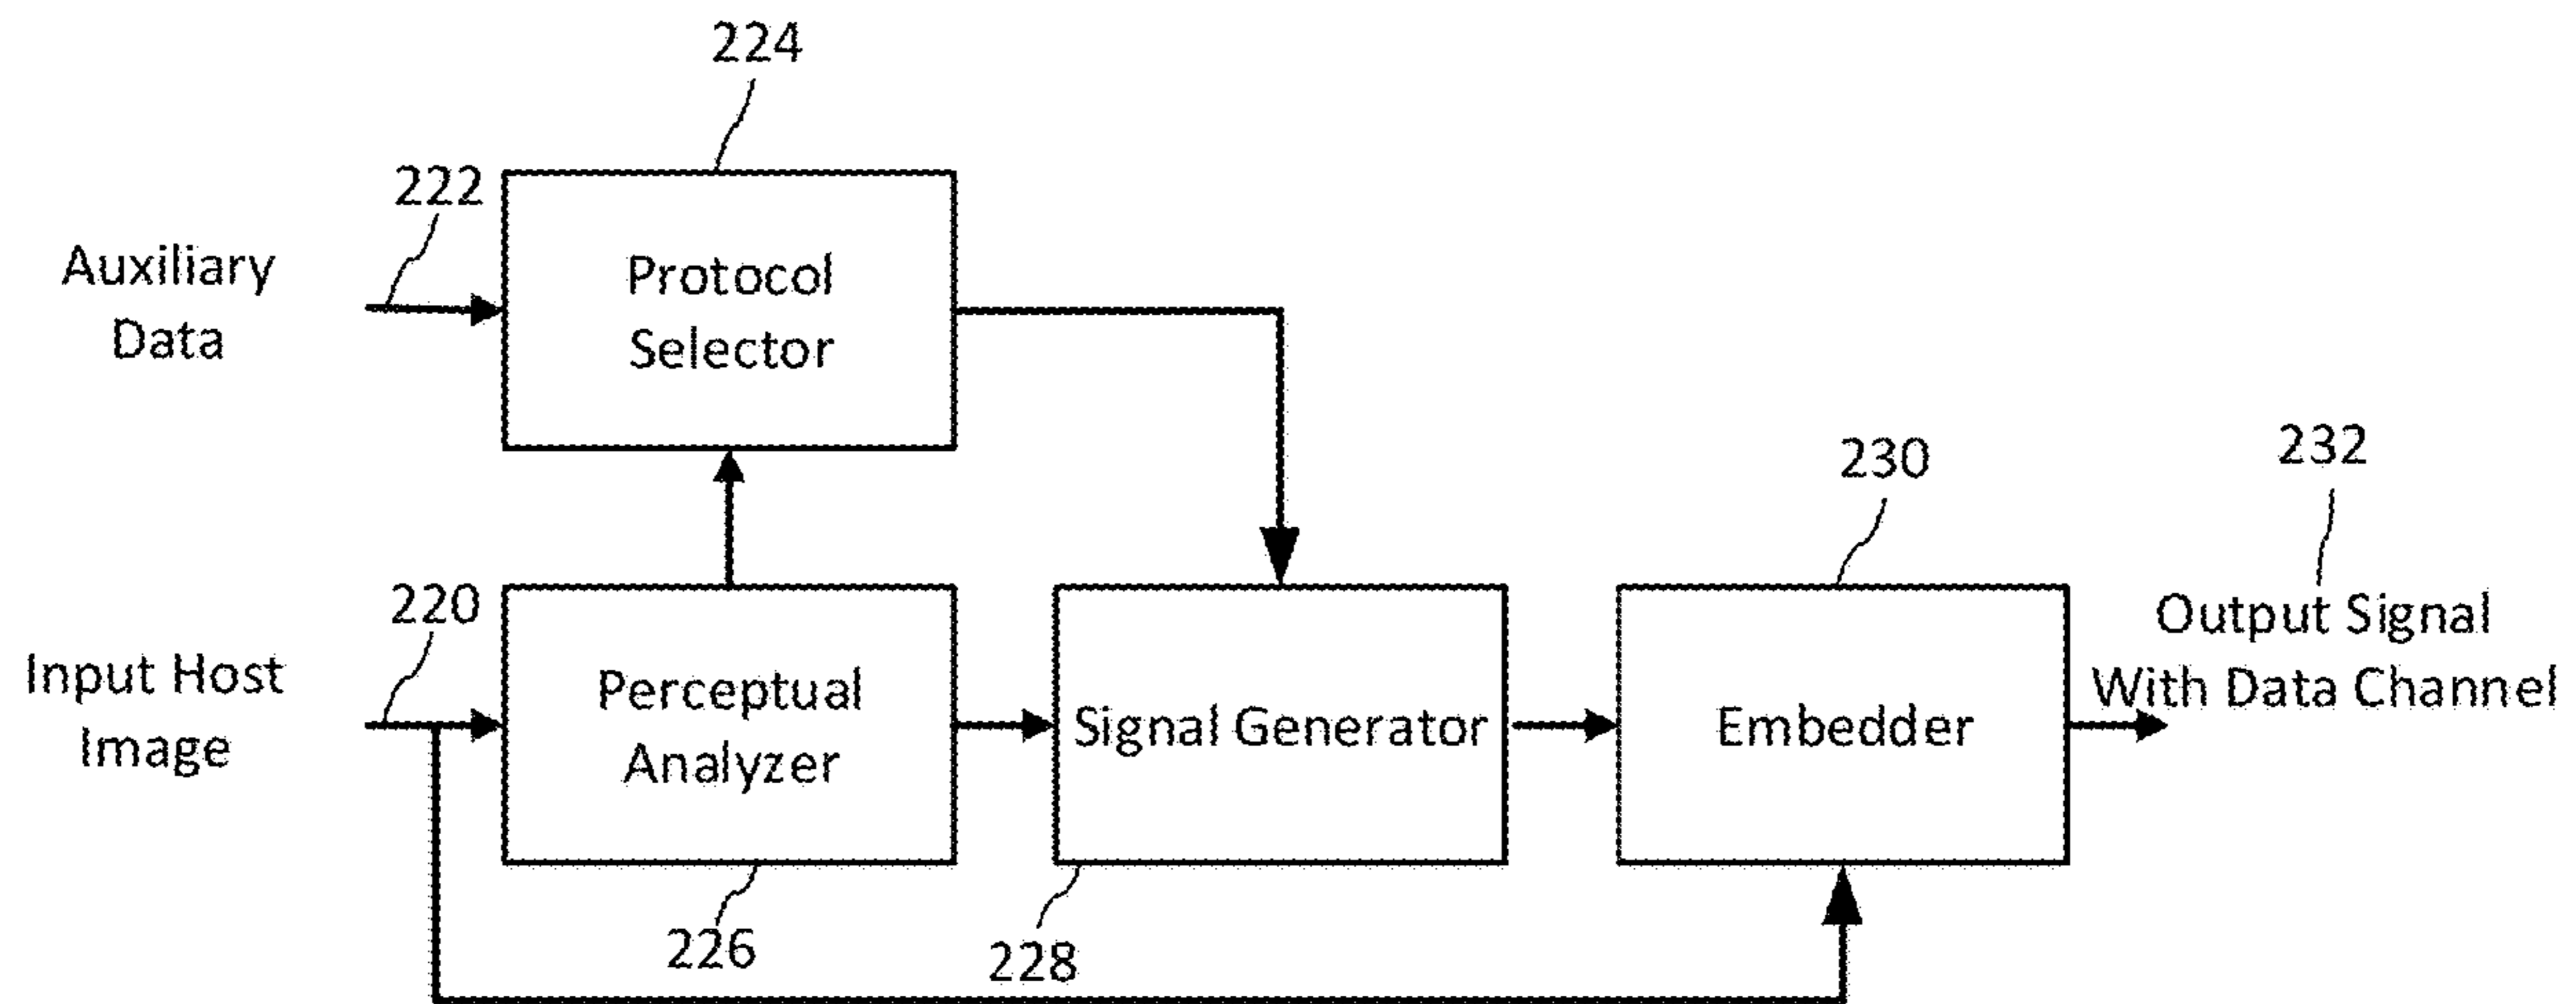 224
222
Auxiliary
Data
Protocol
Selector
230
232
220
Input Host
Image
Perceptual
Analyzer
Signal Generator
Embedder
Output Signal
With Data Channel
226
228